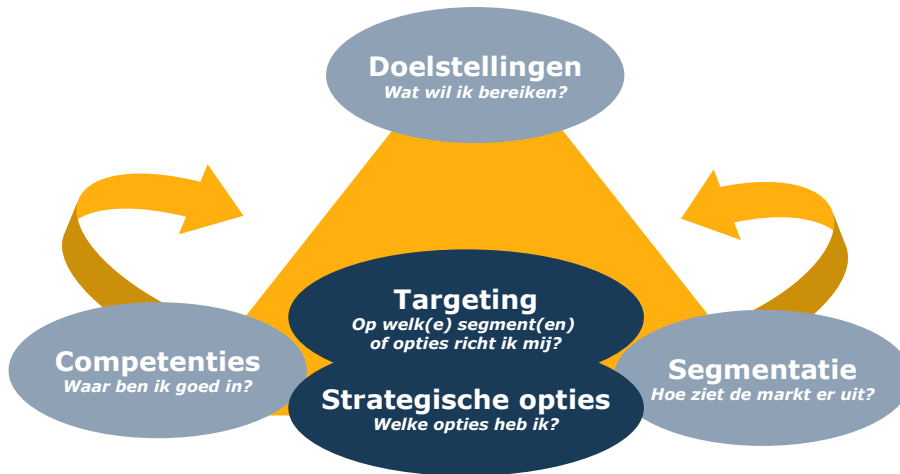 Doelstellingen
Wat wil ik bereiken?
Targeting
Op welk(e) segment(en)
of opties richt ik mij?
Competenties
Waar ben ik goed in?
Segmentatie
Hoe ziet de markt er uit?
Strategische opties
Welke opties heb ik?